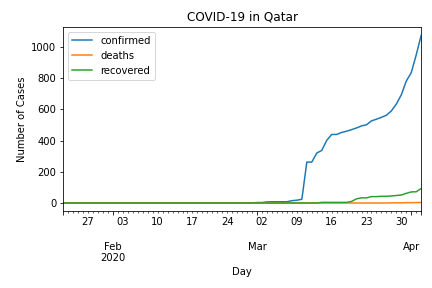 COVID-19 in Qatar
confirmed
deaths
recovered
Number of Cases
1000
800
600
400
200
0
27 03 10 17 24 02 09 16 23 30
Feb Mar Apr
2020
Day